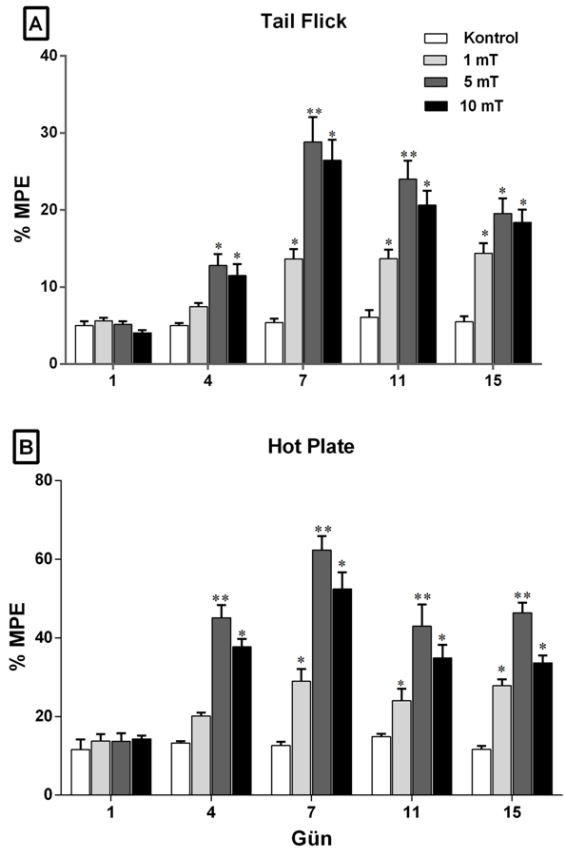 A
Tail Flick
Kontrol
1 mT
5 mT
10 mT
% MPE
40
30
20
10
0
* * ** * * * ** * * * * *
1 4 7 11 15
B
Hot Plate
% MPE
80
60
40
20
0
** * * ** * * ** * * ** *
1 4 7 11 15
Gün